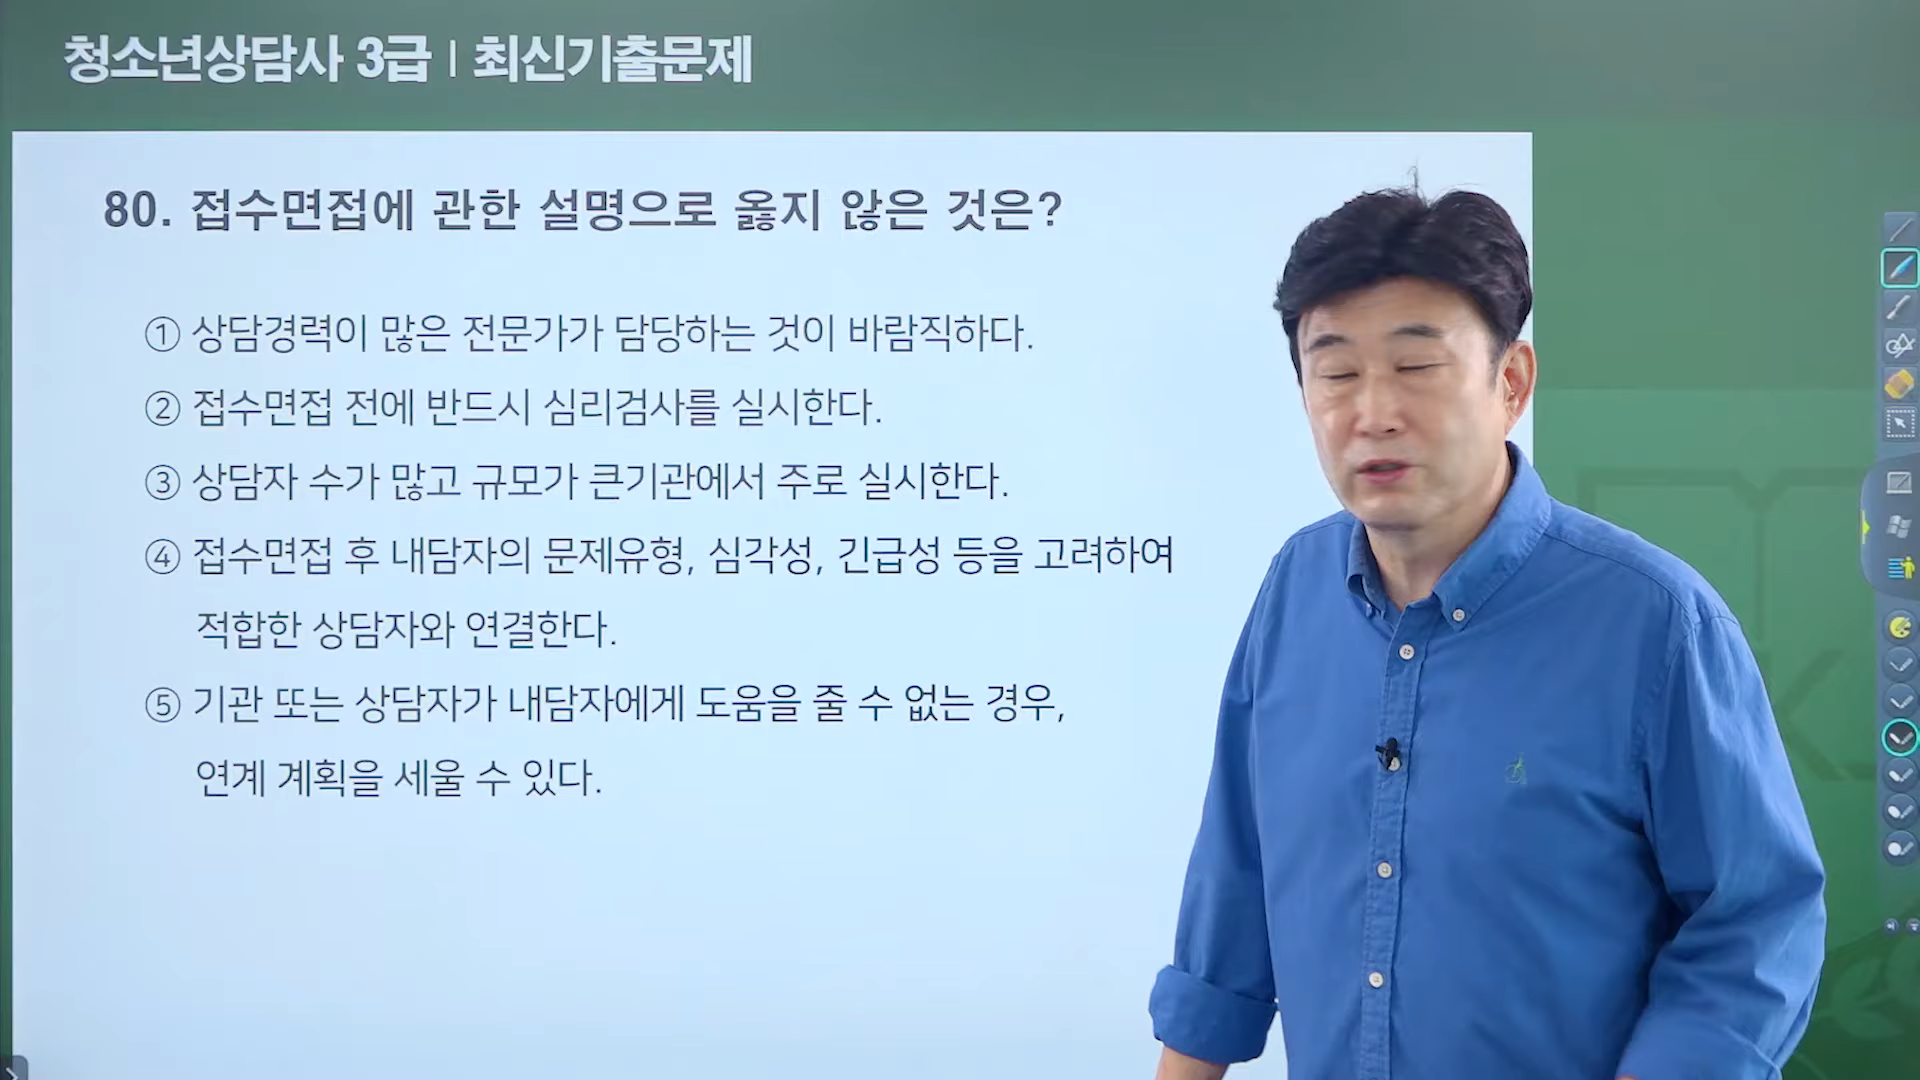 청소년상담사 3급 | 최신기출문제
80. 접수면접에 관한 설명으로 옳지 않은 것은?
① 상담경력이 많은 전문가가 담당하는 것이 바람직하다.
② 접수면접 전에 반드시 심리검사를 실시한다.
③ 상담자 수가 많고 규모가 큰기관에서 주로 실시한다.
④ 접수면접 후 내담자의 문제유형, 심각성, 긴급성 등을 고려하여
적합한 상담자와 연결한다.
⑤ 기관 또는 상담자가 내담자에게 도움을 줄 수 없는 경우,
연계 계획을 세울 수 있다.